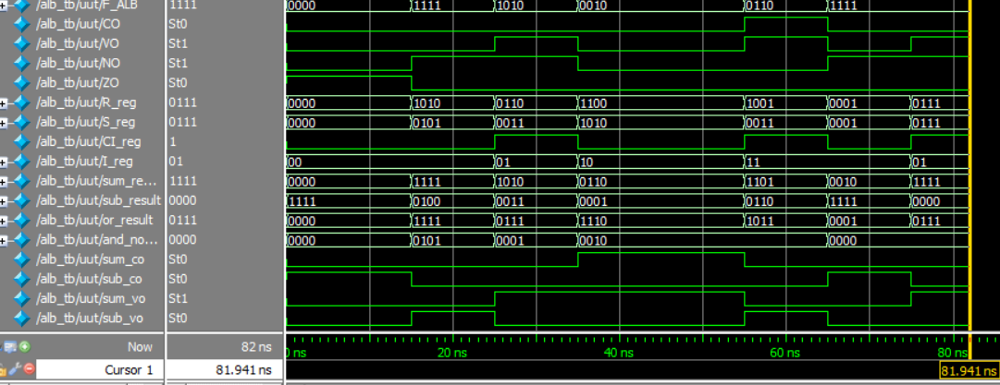 /alb_tb/uut/F_ALB 1111 0000 1111 1010 0010 0110 1111
/alb_tb/uut/CO St0
/alb_tb/uut/VO St1
/alb_tb/uut/NO St1
/alb_tb/uut/ZO St0
/alb_tb/uut/R_reg 0111 0000 1010 0110 1100 1001 0001 0111
/alb_tb/uut/S_reg 0111 0000 0101 0011 1010 0011 0001 0111
/alb_tb/uut/CI_reg 1
/alb_tb/uut/I_reg 01 00 01 10 11 01
/alb_tb/uut/sum_re... 1111 0000 1111 1010 0110 1101 0010 1111
/alb_tb/uut/sub_result 0000 1111 0100 0011 0001 0110 1111 0000
/alb_tb/uut/or_result 0111 0000 1111 0111 1110 1011 0001 0111
/alb_tb/uut/and_no... 0000 0000 0101 0001 0010 0000
/alb_tb/uut/sum_co St0
/alb_tb/uut/sub_co St0
/alb_tb/uut/sum_vo St1
/alb_tb/uut/sub_vo St0
Now 82 ns 0 ns 20 ns 40 ns 60 ns 80 ns
Cursor 1 81.941 ns 81.941 ns